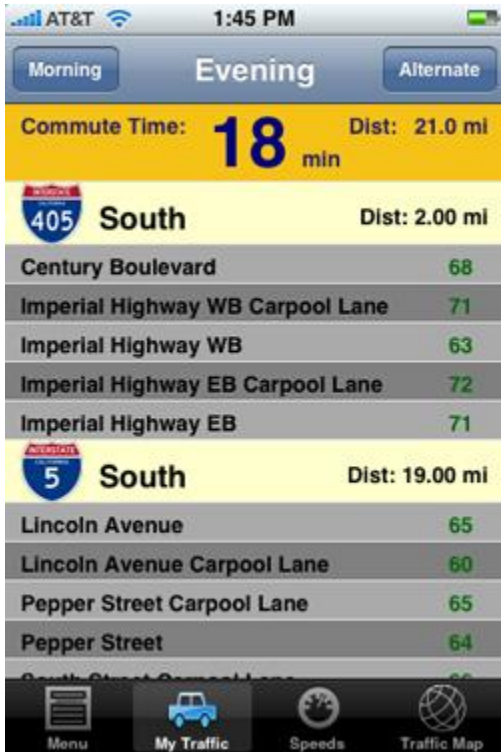 AT&T 1:45 PM
Morning Evening Alternate
Commute Time: 18 min Dist: 21.0 mi
INTERSTATE CALIFORNIA 405 South Dist: 2.00 mi
Century Boulevard 68
Imperial Highway WB Carpool Lane 71
Imperial Highway WB 63
Imperial Highway EB Carpool Lane 72
Imperial Highway EB 71
INTERSTATE CALIFORNIA 5 South Dist: 19.00 mi
Lincoln Avenue 65
Lincoln Avenue Carpool Lane 60
Pepper Street Carpool Lane 65
Pepper Street 64
Menu My Traffic Speeds Traffic Map